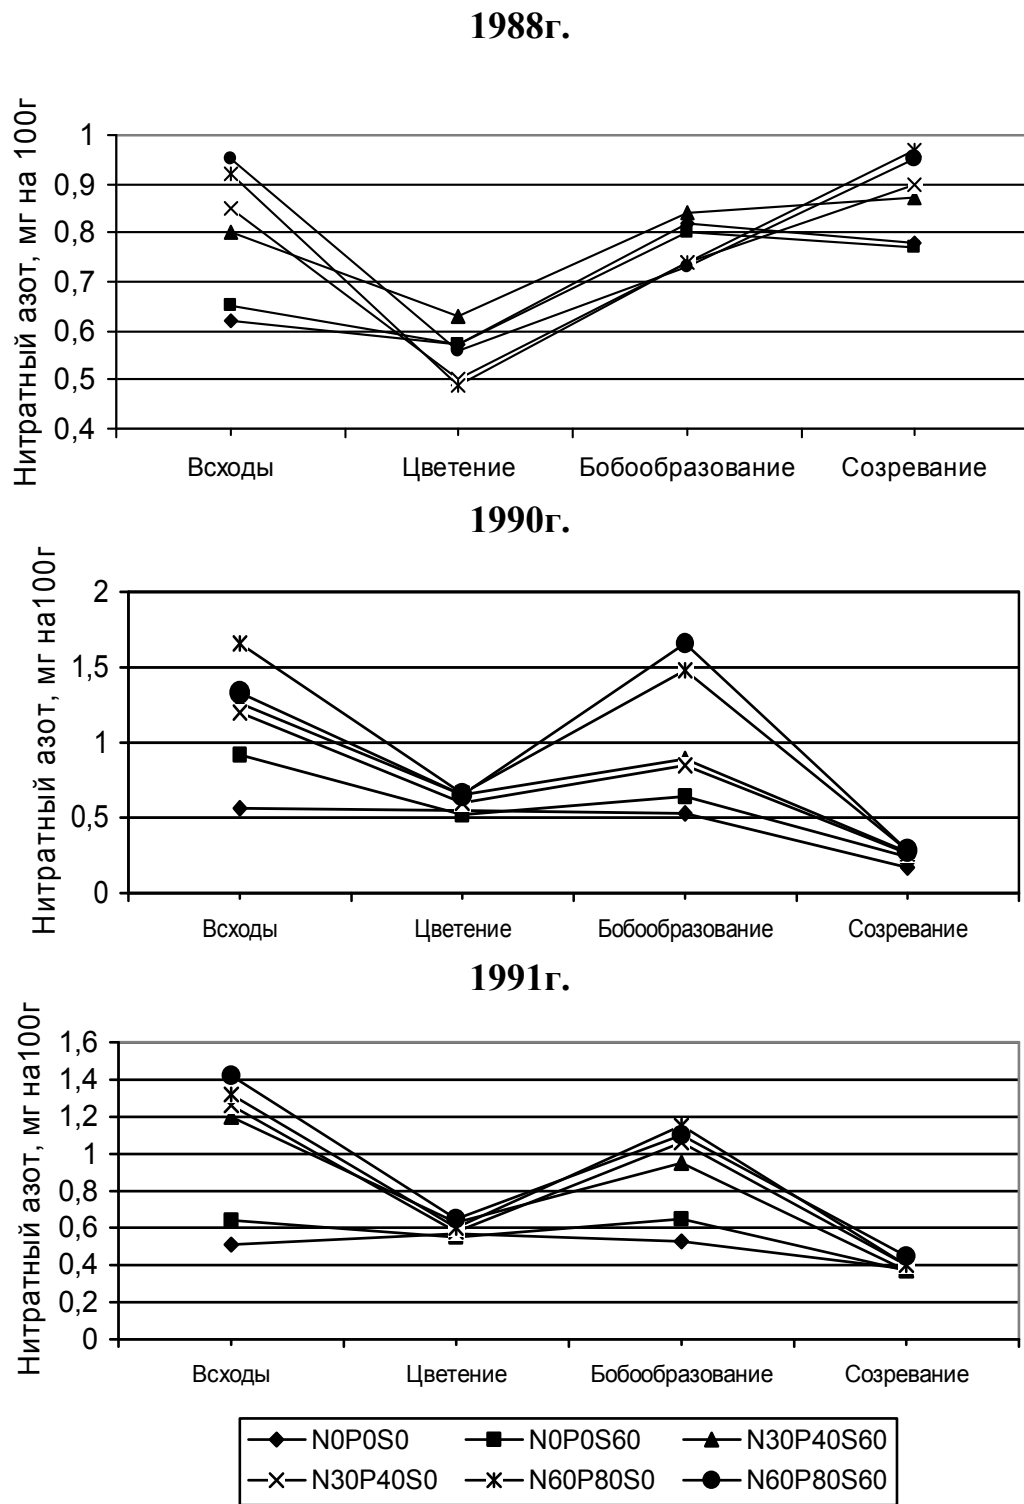 1988г.
Нитратный азот, мг на 100г
1
0,9
0,8
0,7
0,6
0,5
0,4
Всходы Цветение Бобообразование Созревание
1990г.
Нитратный азот, мг на100г
2
1,5
1
0,5
0
Всходы Цветение Бобообразование Созревание
1991г.
Нитратный азот, мг на100г
1,6
1,4
1,2
1
0,8
0,6
0,4
0,2
0
Всходы Цветение Бобообразование Созревание
N0P0S0 N0P0S60 N30P40S60
N30P40S0 N60P80S0 N60P80S60